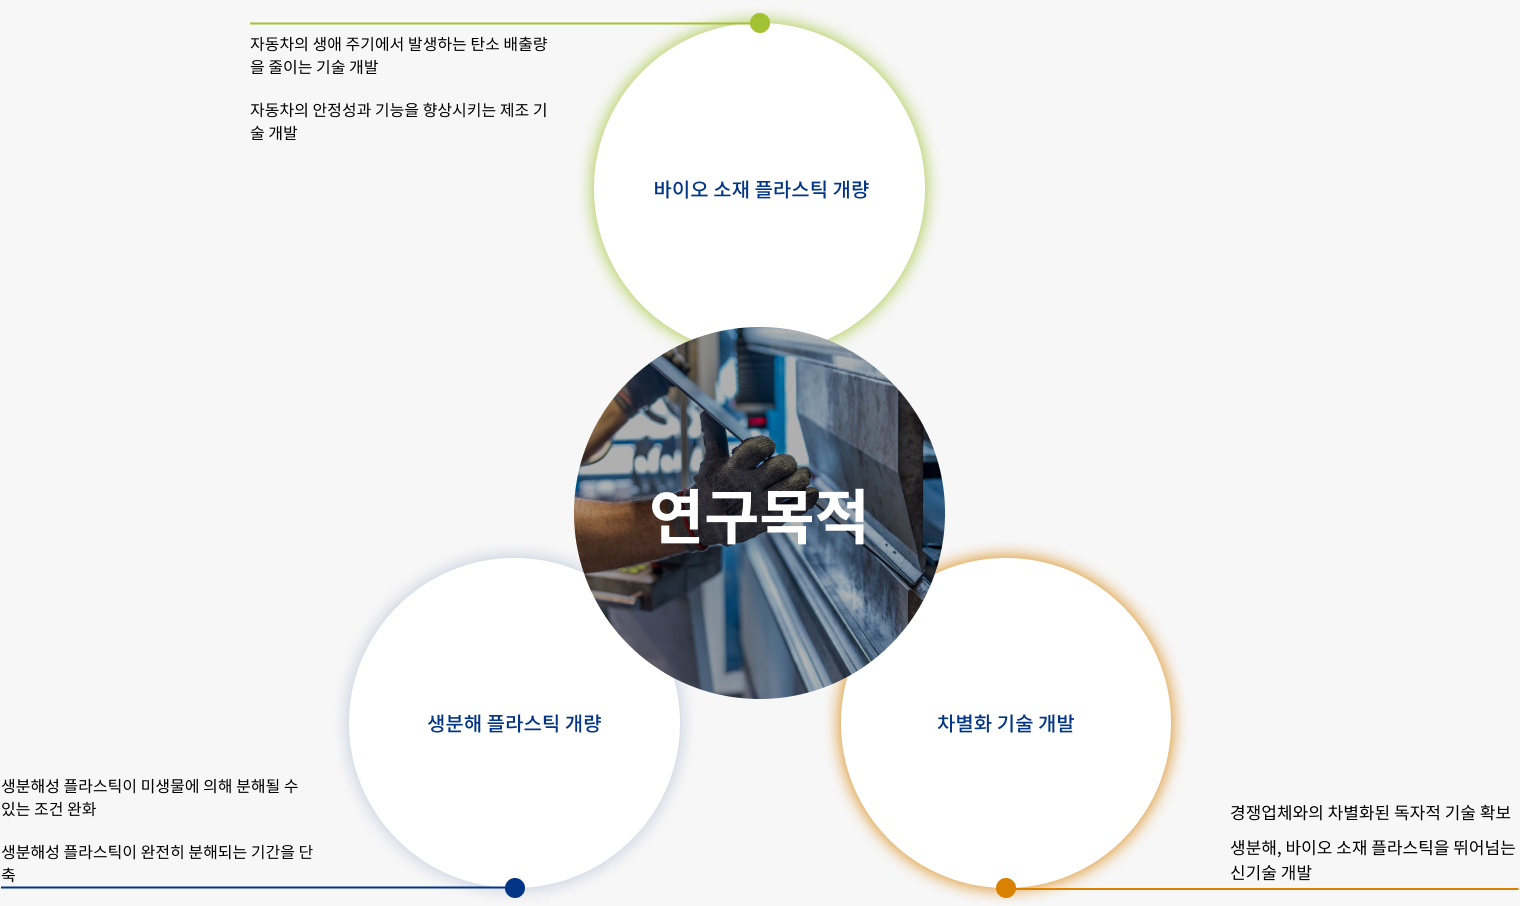 자동차의 생애 주기에서 발생하는 탄소 배출량
을 줄이는 기술 개발
자동차의 안정성과 기능을 향상시키는 제조 기
술 개발
바이오 소재 플라스틱 개량
연구목적
생분해 플라스틱 개량
차별화 기술 개발
생분해성 플라스틱이 미생물에 의해 분해될 수
있는 조건 완화
생분해성 플라스틱이 완전히 분해되는 기간을 단
축
경쟁업체와의 차별화된 독자적 기술 확보
생분해, 바이오 소재 플라스틱을 뛰어넘는
신기술 개발